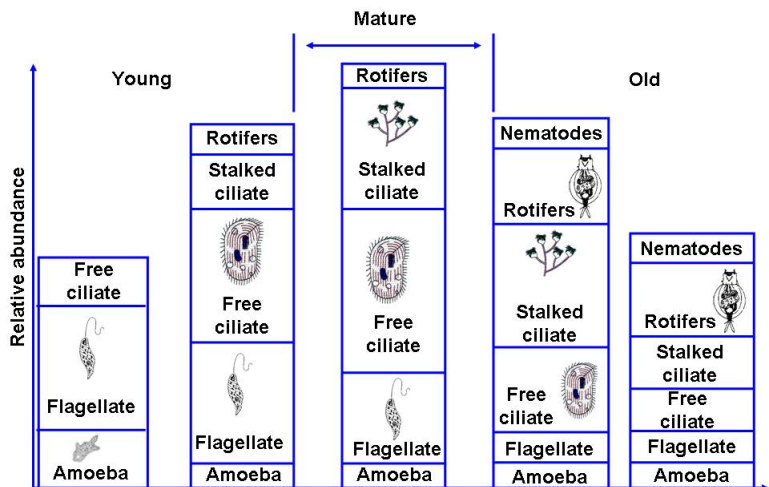 Mature
Young
Old
Relative abundance
Free
ciliate
Flagellate
Amoeba
Rotifers
Stalked
ciliate
Free
ciliate
Flagellate
Amoeba
Rotifers
Stalked
ciliate
Free
ciliate
Flagellate
Amoeba
Nematodes
Rotifers
Stalked
ciliate
Free
ciliate
Flagellate
Amoeba
Nematodes
Rotifers
Stalked
ciliate
Free
ciliate
Flagellate
Amoeba